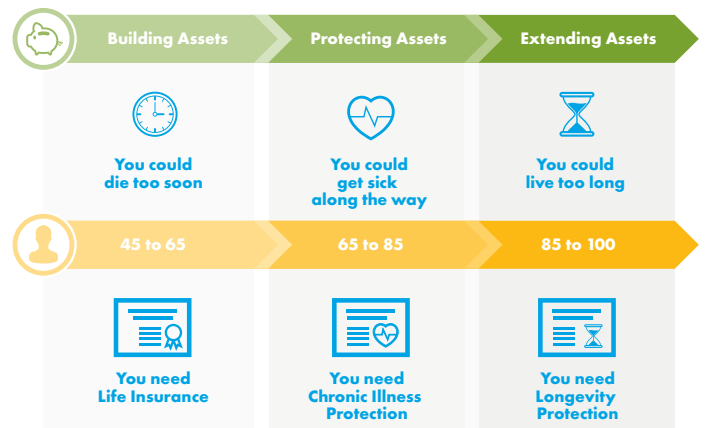 Building Assets
Protecting Assets
Extending Assets
You could
die too soon
You could
get sick
along the way
You could
live too long
45 to 65
65 to 85
85 to 100
You need
Life Insurance
You need
Chronic Illness
Protection
You need
Longevity
Protection